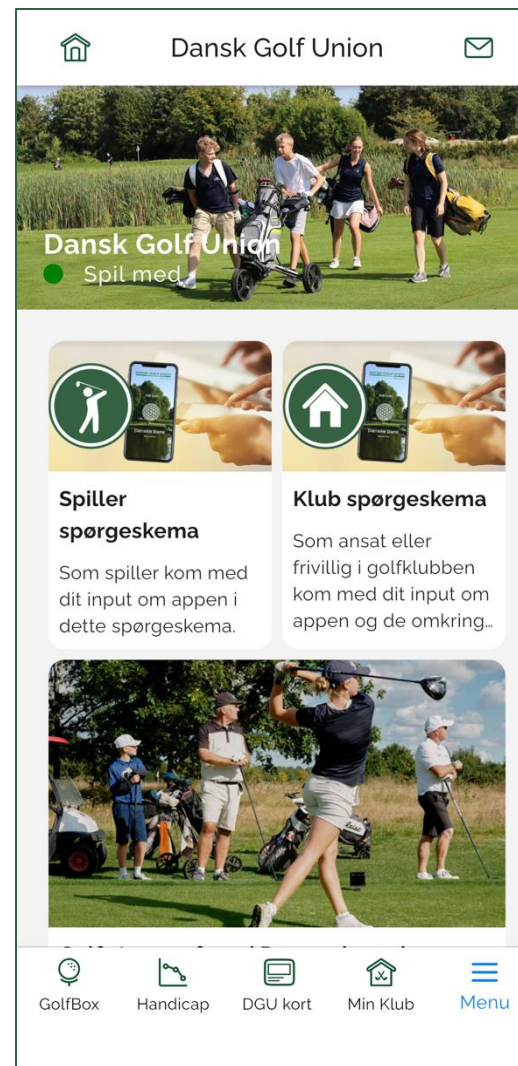 Dansk Golf Union
Dansk Golf Union
Spil med
Spiller
spørgeskema
Som spiller kom med
dit input om appen i
dette spørgeskema.
Klub spørgeskema
Som ansat eller
frivillig i golfklubben
kom med dit input om
appen og de omkring…
GolfBox
Handicap
DGU kort
Min Klub
Menu